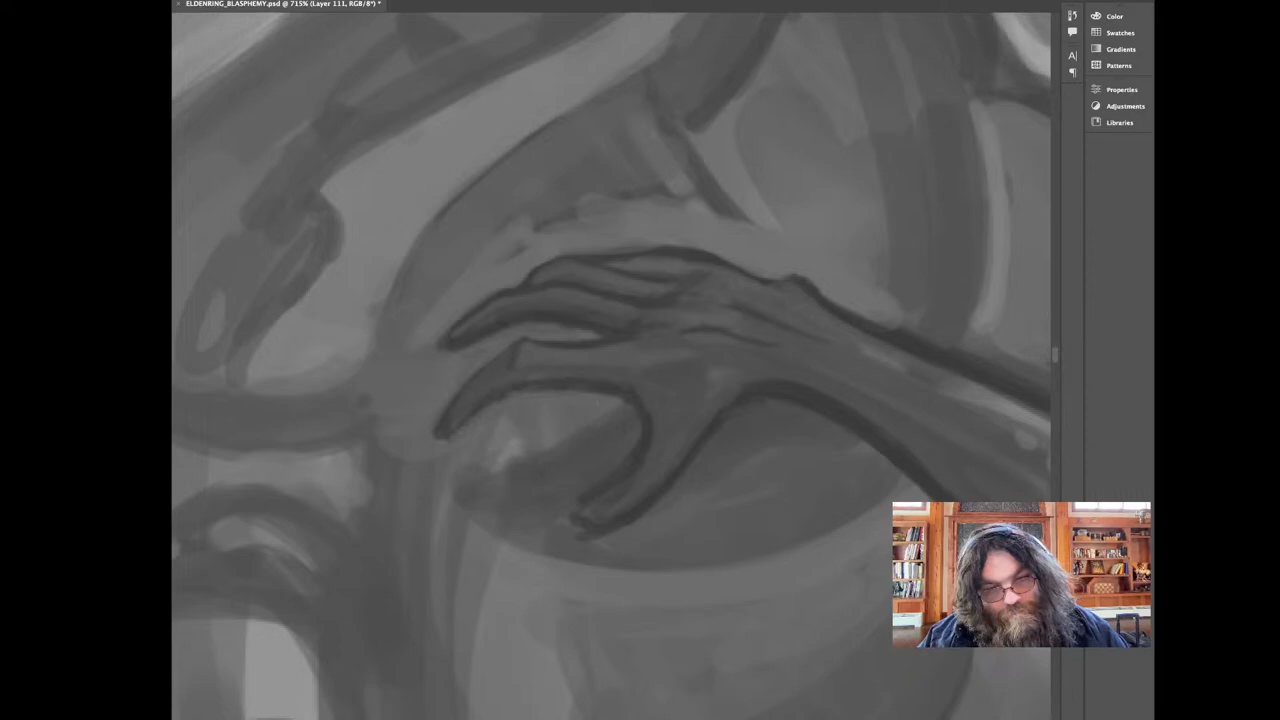 × ELDENRING_BLASPHEMY.psd @ 715% (Layer 111, RGB/8*) *
Color
Swatches
Gradients
A| Patterns
¶
Properties
Adjustments
Libraries